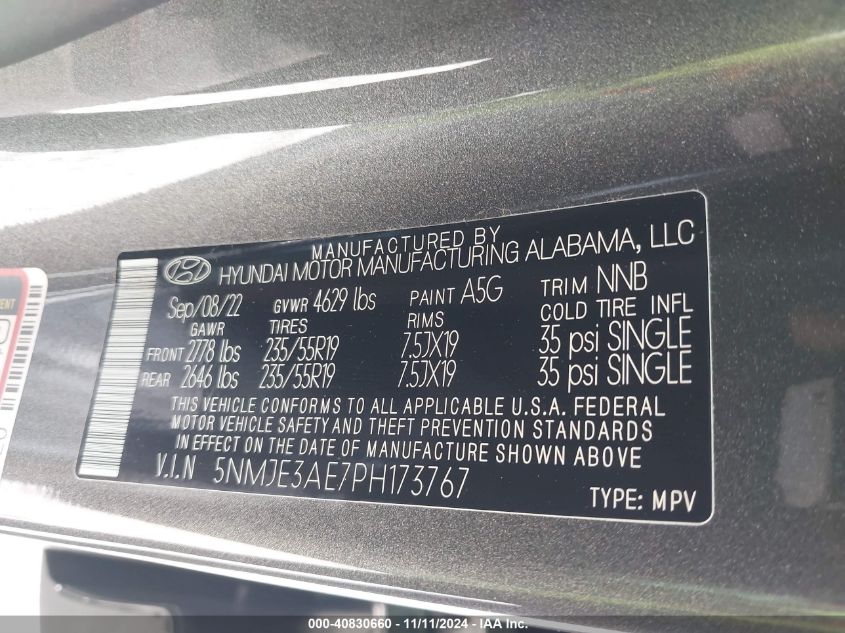 MANUFACTURED BY
HYUNDAI MOTOR MANUFACTURING ALABAMA, LLC
Sep/08/22 GVWR 4629 lbs PAINT A5G TRIM NNB
GAWR TIRES RIMS COLD TIRE INFL
FRONT 2778 lbs 235/55R19 7.5JX19 35 psi SINGLE
REAR 2646 lbs 235/55R19 7.5JX19 35 psi SINGLE
THIS VEHICLE CONFORMS TO ALL APPLICABLE U.S.A. FEDERAL
MOTOR VEHICLE SAFETY AND THEFT PREVENTION STANDARDS
IN EFFECT ON THE DATE OF MANUFACTURE SHOWN ABOVE
V.I.N 5NMJE3AE7PH173767
TYPE: MPV
000-40830660 - 11/11/2024 - IAA Inc.